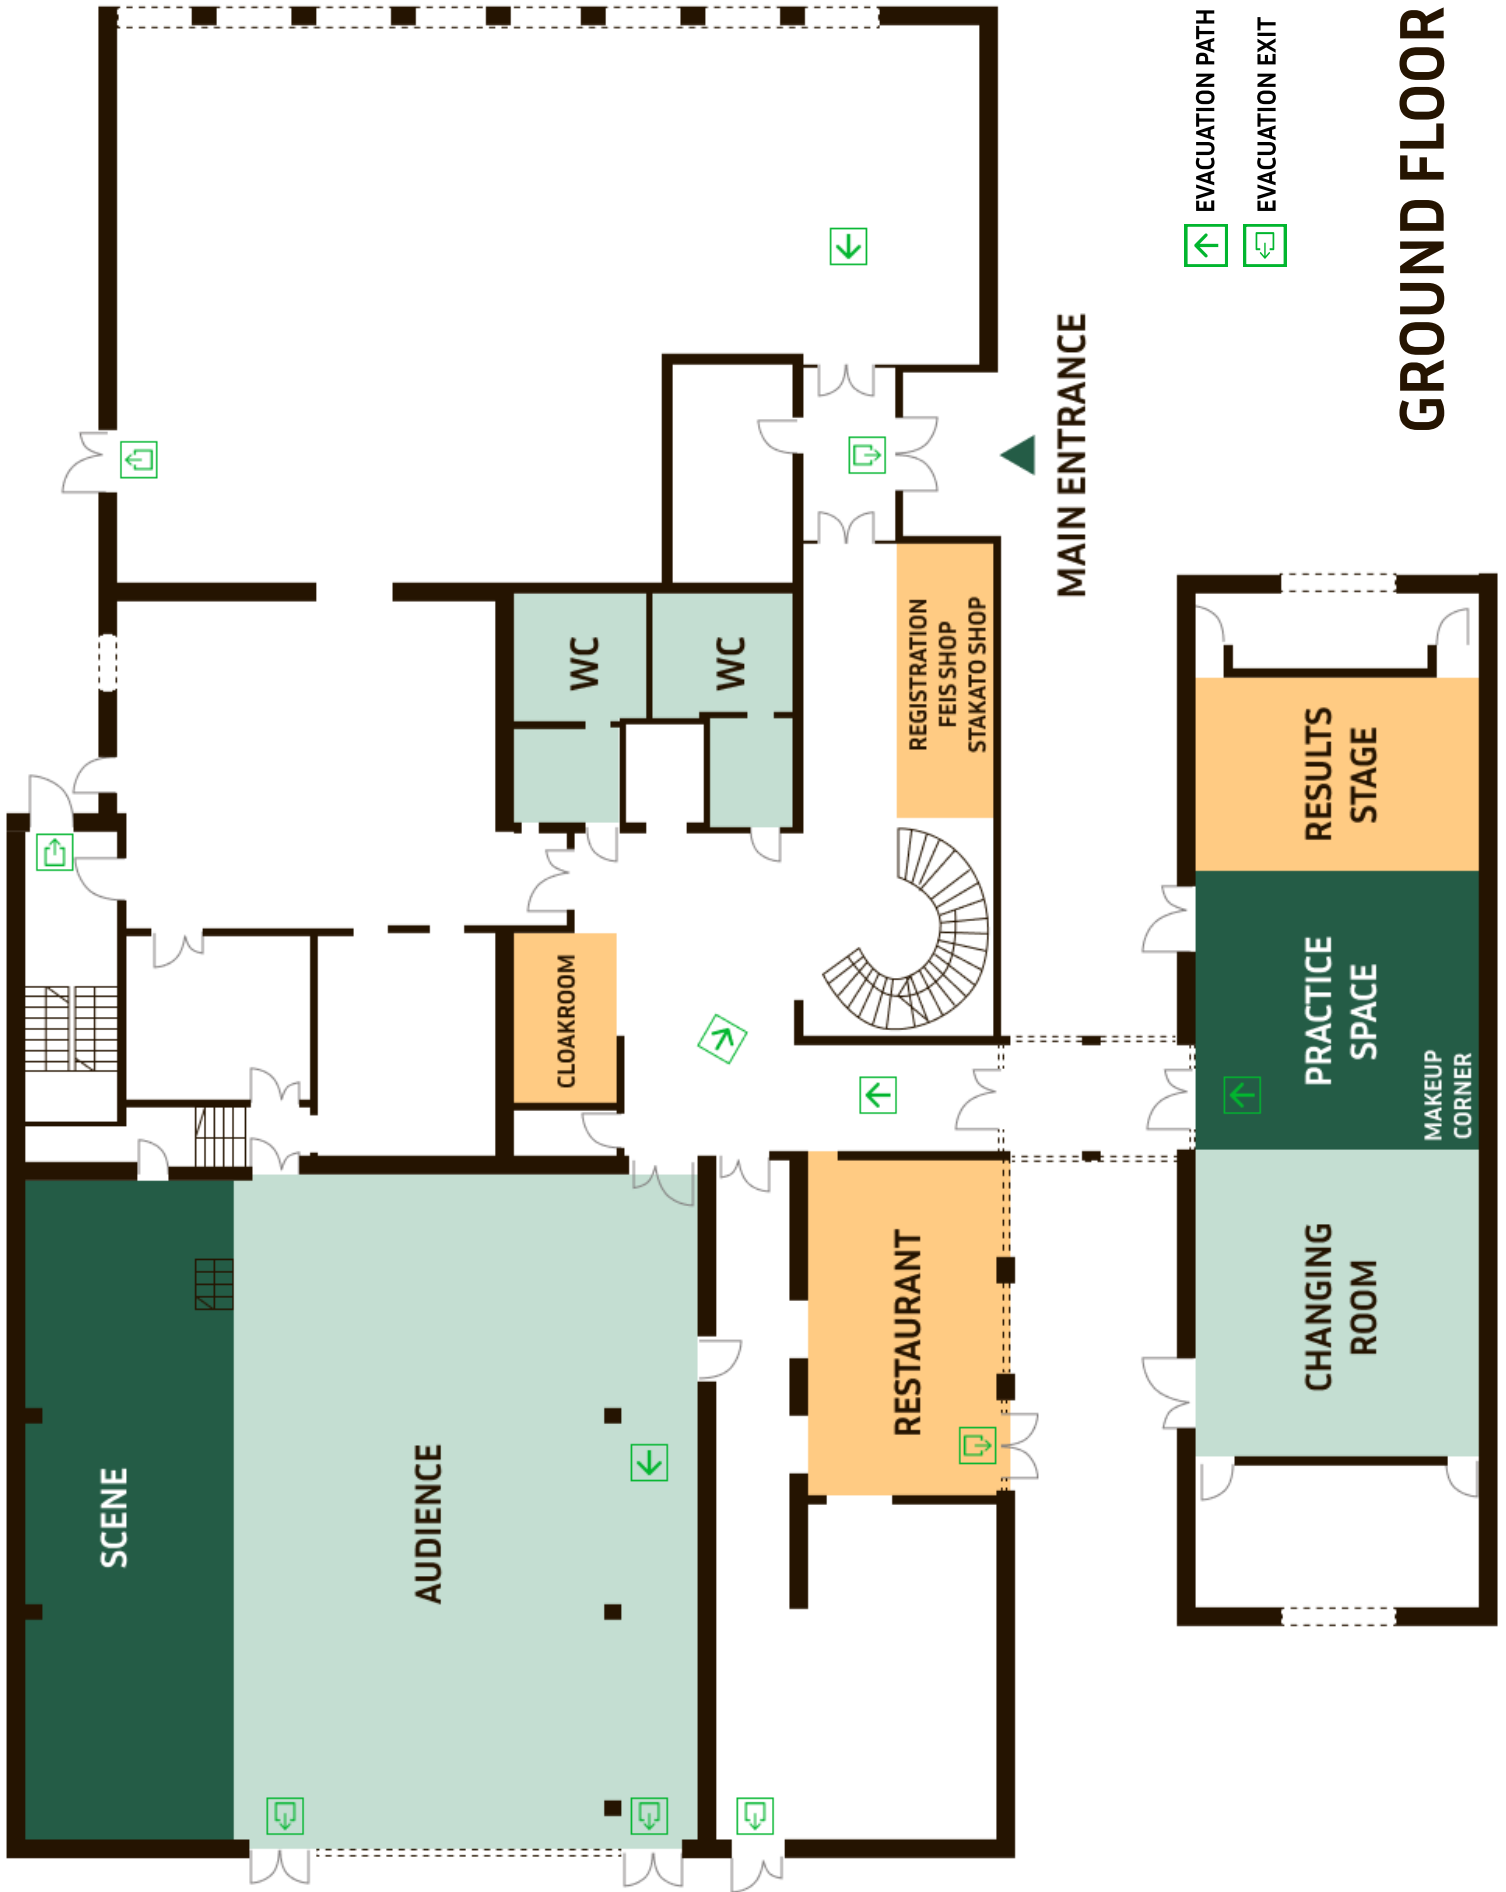 GROUND FLOOR
EVACUATION PATH
EVACUATION EXIT
MAIN ENTRANCE
WC
WC
REGISTRATION
FEIS SHOP
STAKATO SHOP
CLOAKROOM
RESULTS
STAGE
PRACTICE
SPACE
MAKEUP
CORNER
CHANGING
ROOM
RESTAURANT
SCENE
AUDIENCE